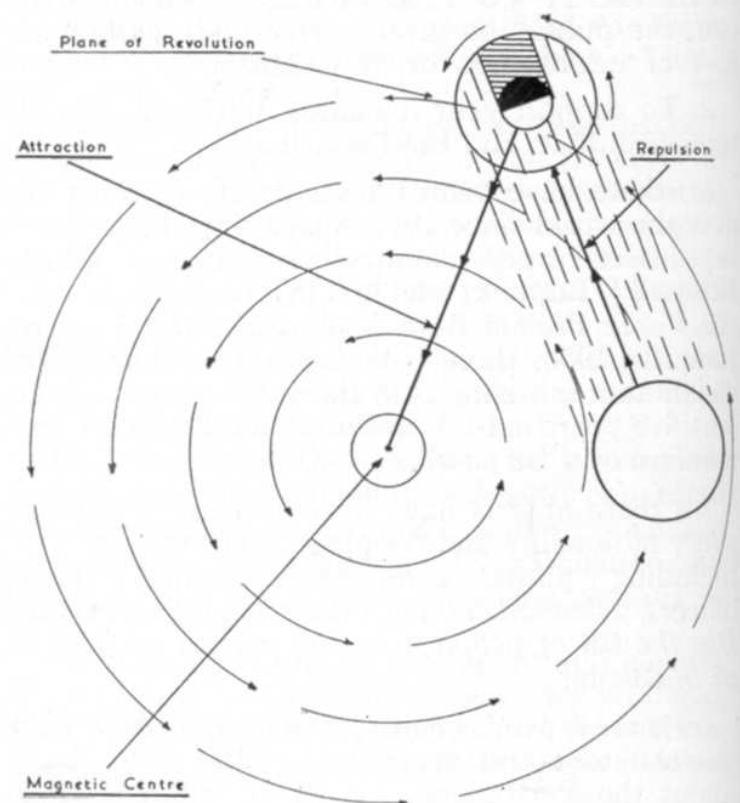 Plane of Revolution
Attraction
Repulsion
Magnetic Centre